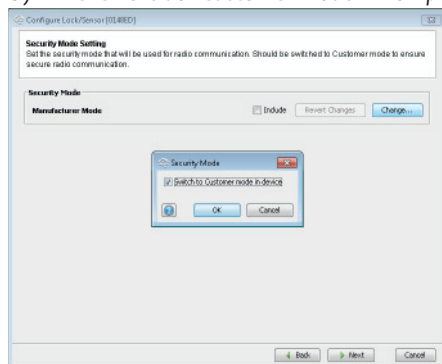 Configure Lock/Sensor [0148ED]
Security Mode Setting
Set the security mode that will be used for radio communication. Should be switched to Customer mode to ensure
secure radio communication.
Security Mode
Manufacturer Mode
Include
Revert Changes
Change...
Security Mode
Switch to Customer mode in device
OK
Cancel
Back
Next
Cancel